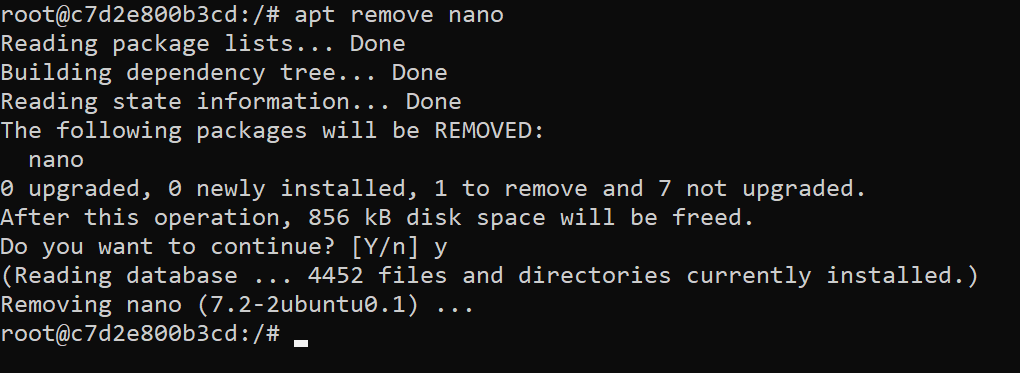 root@c7d2e800b3cd:/# apt remove nano
Reading package lists... Done
Building dependency tree... Done
Reading state information... Done
The following packages will be REMOVED:
  nano
0 upgraded, 0 newly installed, 1 to remove and 7 not upgraded.
After this operation, 856 kB disk space will be freed.
Do you want to continue? [Y/n] y
(Reading database ... 4452 files and directories currently installed.)
Removing nano (7.2-2ubuntu0.1) ...
root@c7d2e800b3cd:/#